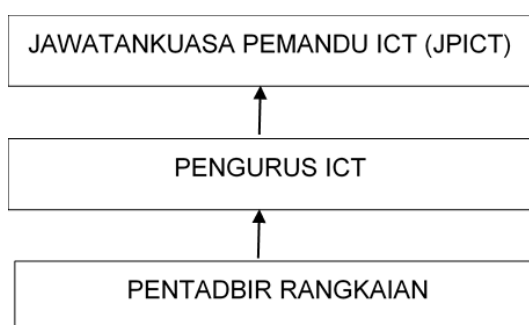 JAWATANKUASA PEMANDU ICT (JPICT)
PENGURUS ICT
PENTADBIR RANGKAIAN